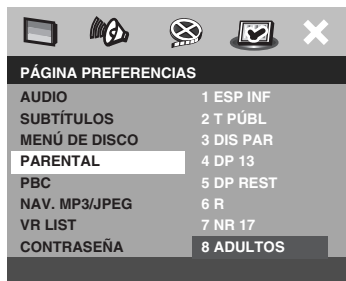 PÁGINA PREFERENCIAS
AUDIO 1 ESP INF
SUBTÍTULOS 2 T PÚBL
MENÚ DE DISCO 3 DIS PAR
PARENTAL 4 DP 13
PBC 5 DP REST
NAV. MP3/JPEG 6 R
VR LIST 7 NR 17
CONTRASEÑA 8 ADULTOS